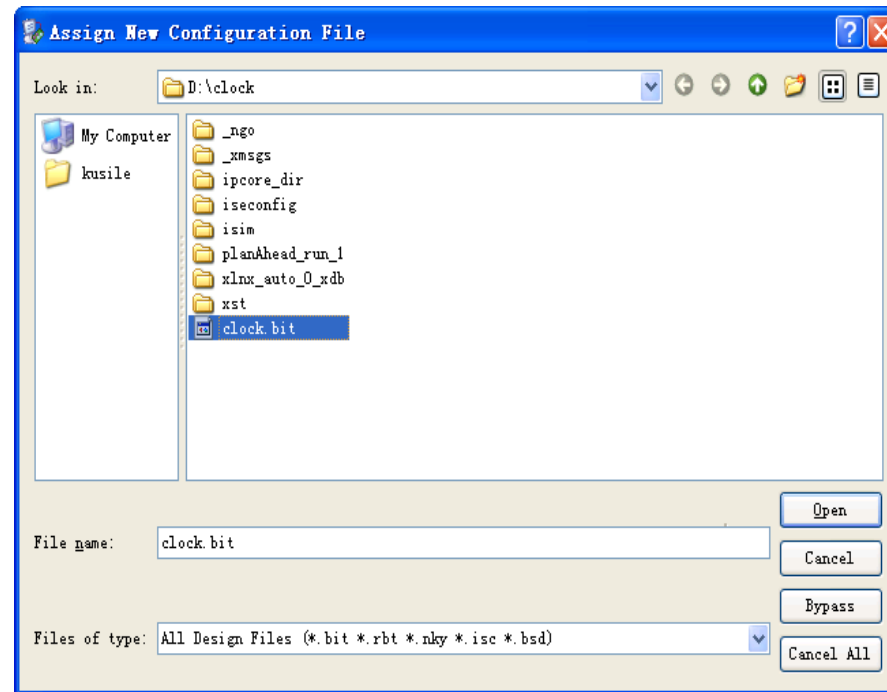 Assign New Configuration File
Look in: D:\clock
My Computer
kusile
_ngo
_xmsgs
ipcore_dir
iseconfig
isim
planAhead_run_1
xlnx_auto_0_xdb
xst
clock.bit
Open
File name: clock.bit
Cancel
Bypass
Files of type: All Design Files (*.bit *.rbt *.nky *.isc *.bsd)
Cancel All